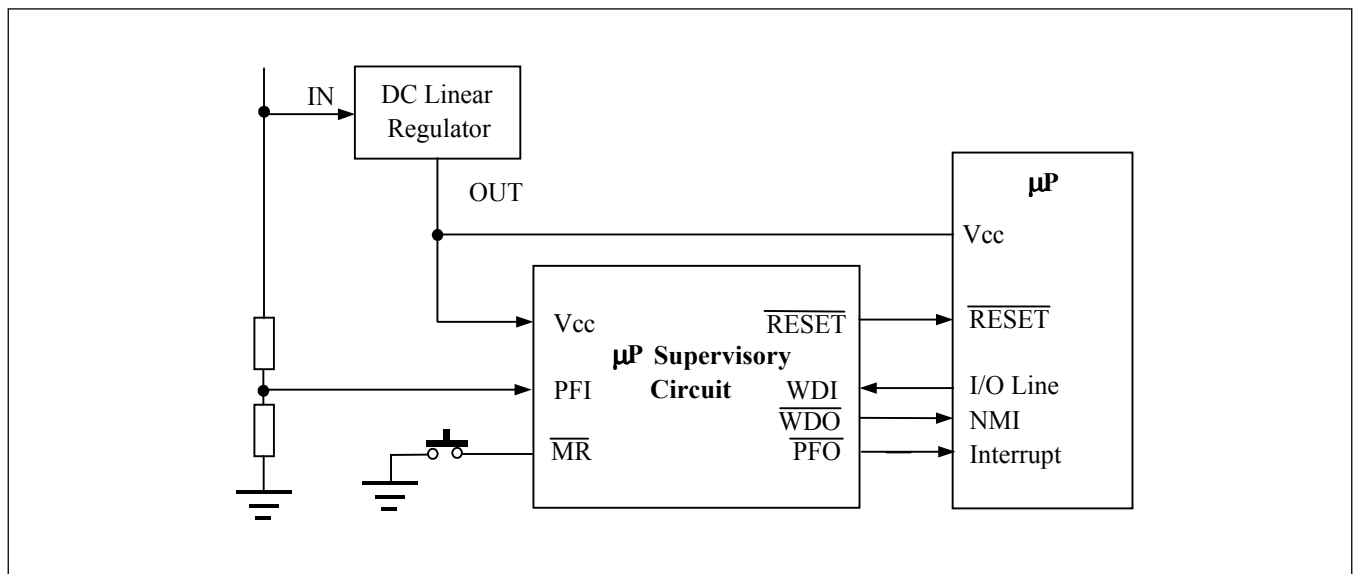 IN
DC Linear
Regulator
OUT
µP
Vcc
Vcc
RESET
RESET
µP Supervisory
Circuit
PFI
WDI
I/O Line
WDO
NMI
MR
PFO
Interrupt